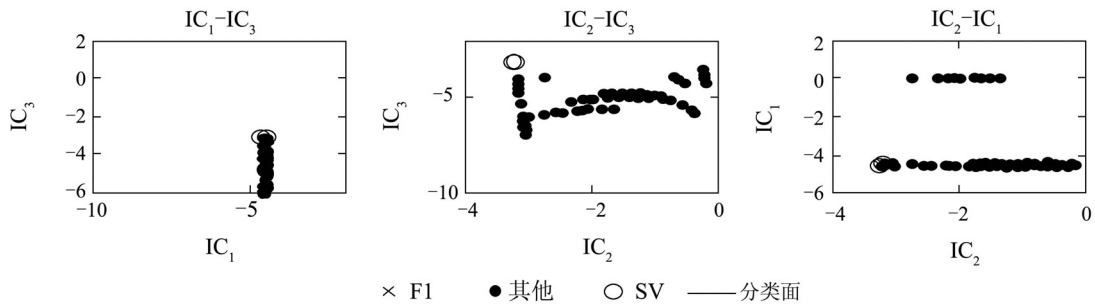 IC₁−IC₃
IC₂−IC₃
IC₂−IC₁
2
0
−2
−4
−6
IC₃
−10
−5
IC₁
−5
−10
IC₃
−4
−2
0
IC₂
4
2
0
−2
−4
−6
IC₁
−4
−2
0
IC₂
× F1 ● 其他 ○ SV —— 分类面